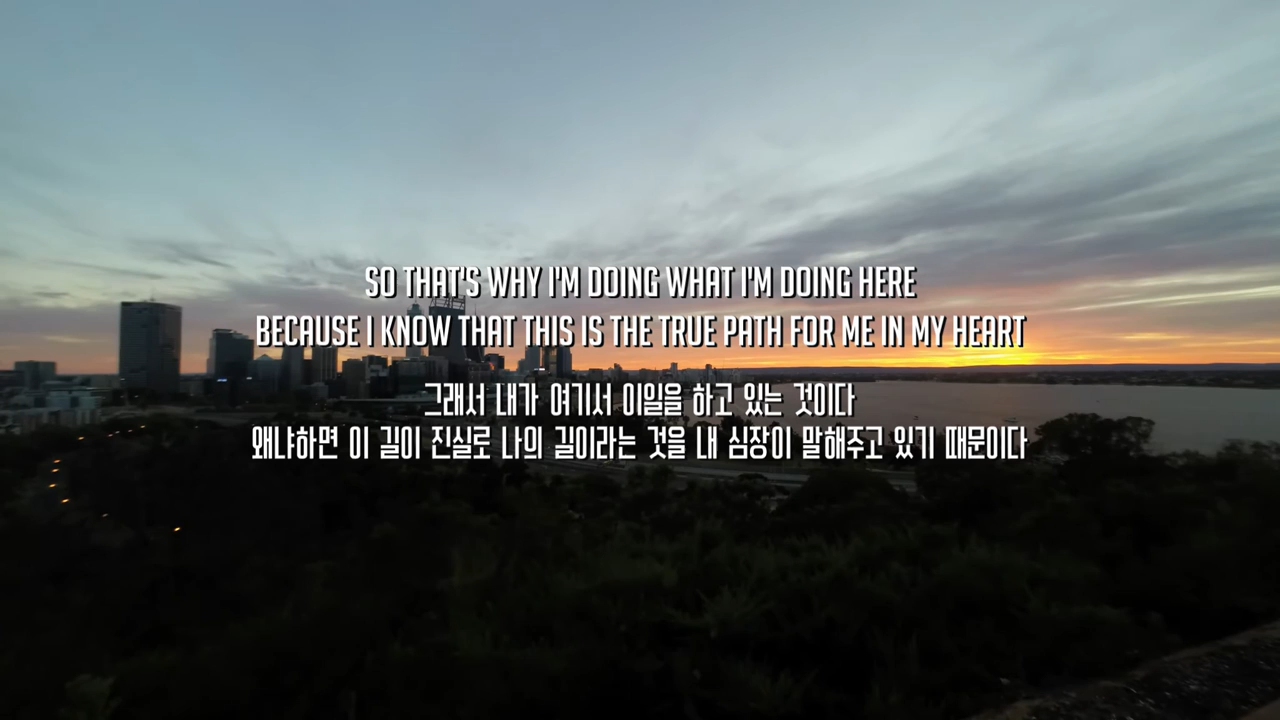 SO THAT'S WHY I'M DOING WHAT I'M DOING HERE
BECAUSE I KNOW THAT THIS IS THE TRUE PATH FOR ME IN MY HEART
그래서 내가 여기서 이일을 하고 있는 것이다
왜냐하면 이 길이 진실로 나의 길이라는 것을 내 심장이 말해주고 있기 때문이다